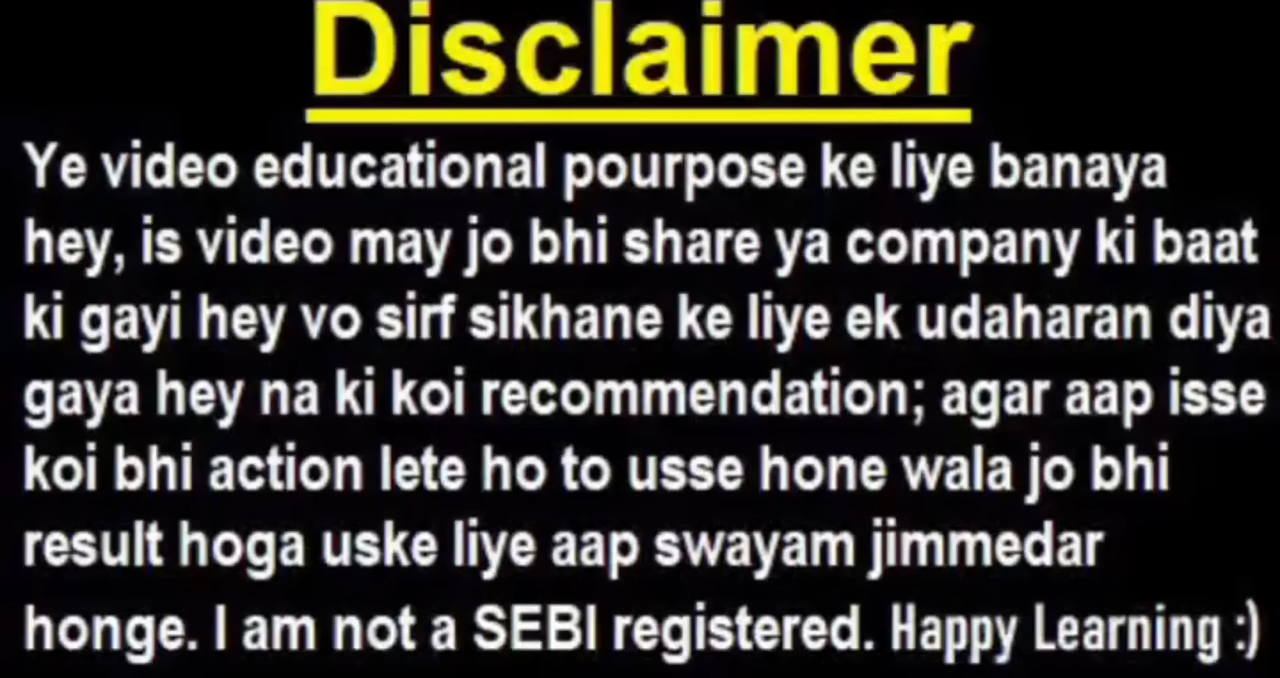 Disclaimer
Ye video educational pourpose ke liye banaya
hey, is video may jo bhi share ya company ki baat
ki gayi hey vo sirf sikhane ke liye ek udaharan diya
gaya hey na ki koi recommendation; agar aap isse
koi bhi action lete ho to usse hone wala jo bhi
result hoga uske liye aap swayam jimmedar
honge. I am not a SEBI registered. Happy Learning :)